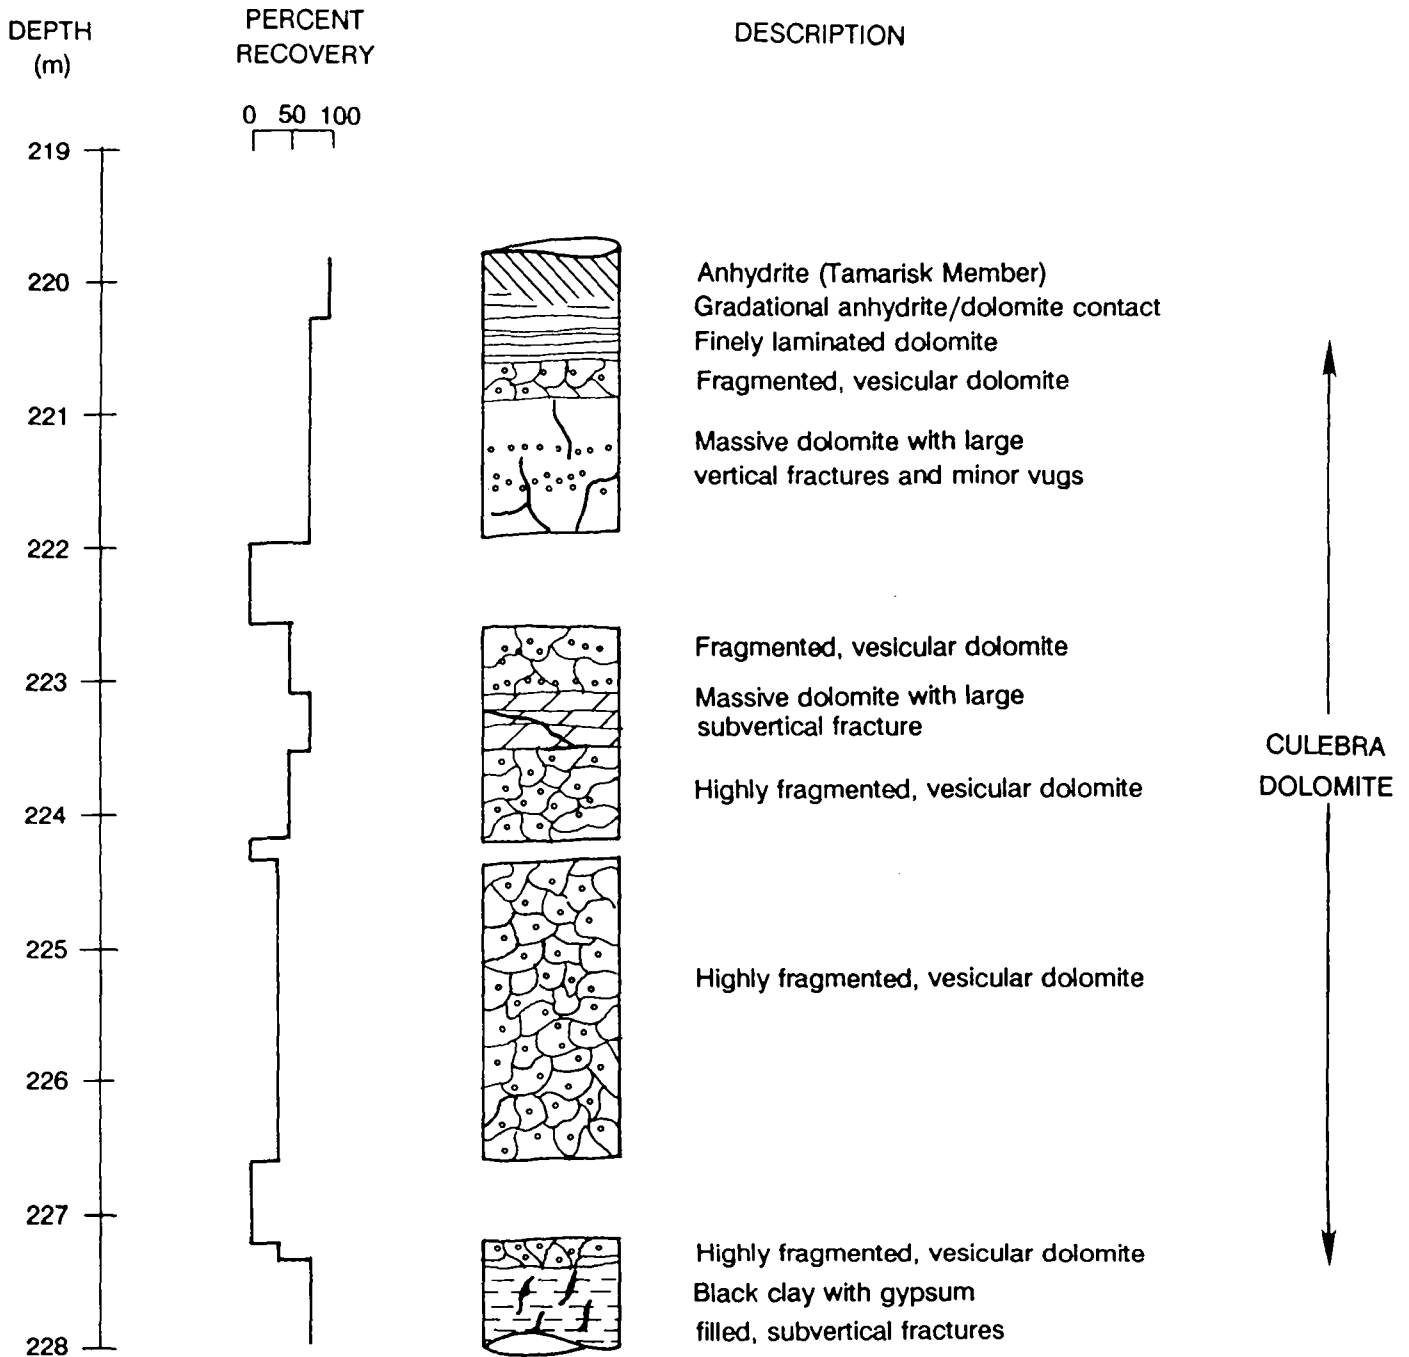 DEPTH
(m)
PERCENT
RECOVERY
DESCRIPTION
0 50 100
219
220
221
222
223
224
225
226
227
228
Anhydrite (Tamarisk Member)
Gradational anhydrite/dolomite contact
Finely laminated dolomite
Fragmented, vesicular dolomite
Massive dolomite with large
vertical fractures and minor vugs
Fragmented, vesicular dolomite
Massive dolomite with large
subvertical fracture
Highly fragmented, vesicular dolomite
Highly fragmented, vesicular dolomite
Highly fragmented, vesicular dolomite
Black clay with gypsum
filled, subvertical fractures
CULEBRA
DOLOMITE